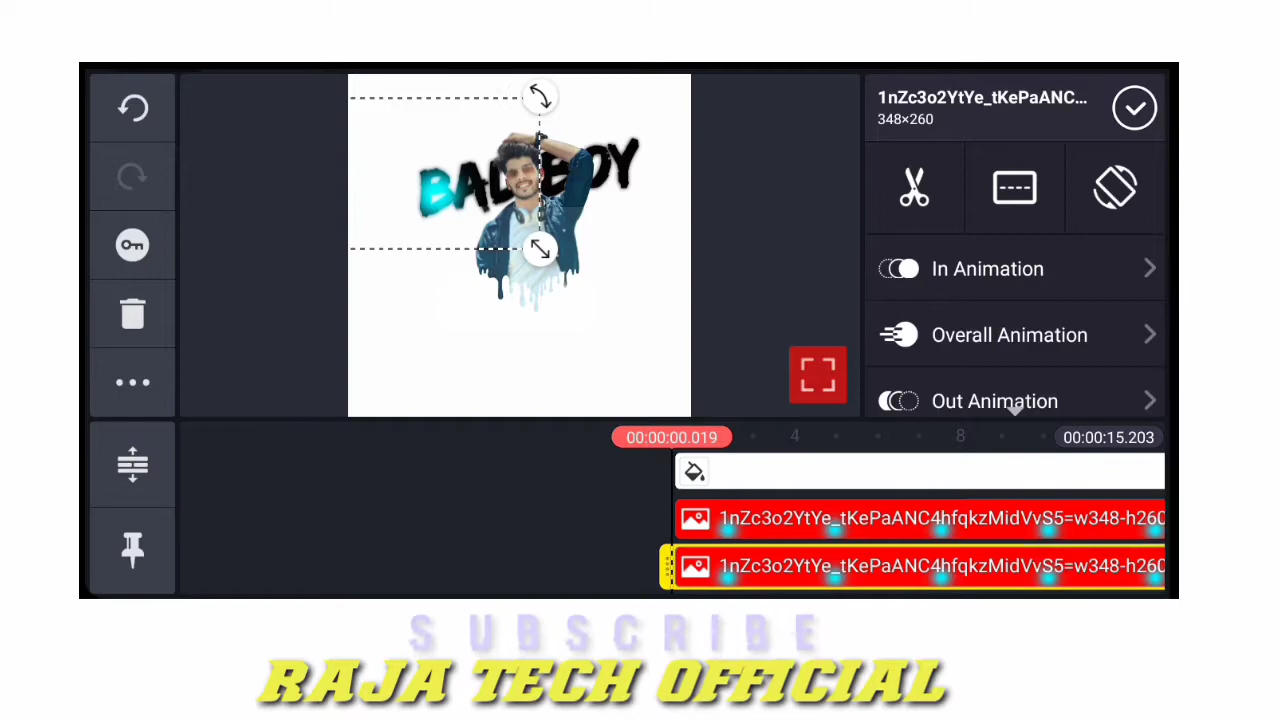 BAD BOY
1nZc3o2YtYe_tKePaANC...
348×260
In Animation
Overall Animation
Out Animation
00:00:00.019
4
8
00:00:15.203
1nZc3o2YtYe_tKePaANC4hfqkzMidVvS5=w348-h260
1nZc3o2YtYe_tKePaANC4hfqkzMidVvS5=w348-h260
SUBSCRIBE
RAJA TECH OFFICIAL